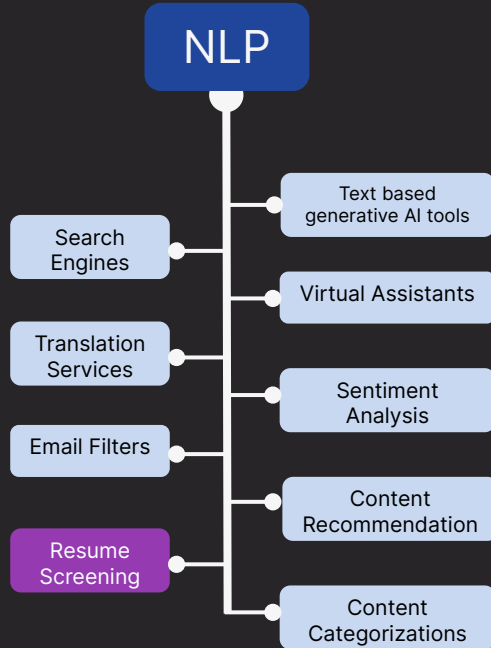 NLP
Text based
generative AI tools
Search
Engines
Virtual Assistants
Translation
Services
Sentiment
Analysis
Email Filters
Content
Recommendation
Resume
Screening
Content
Categorizations